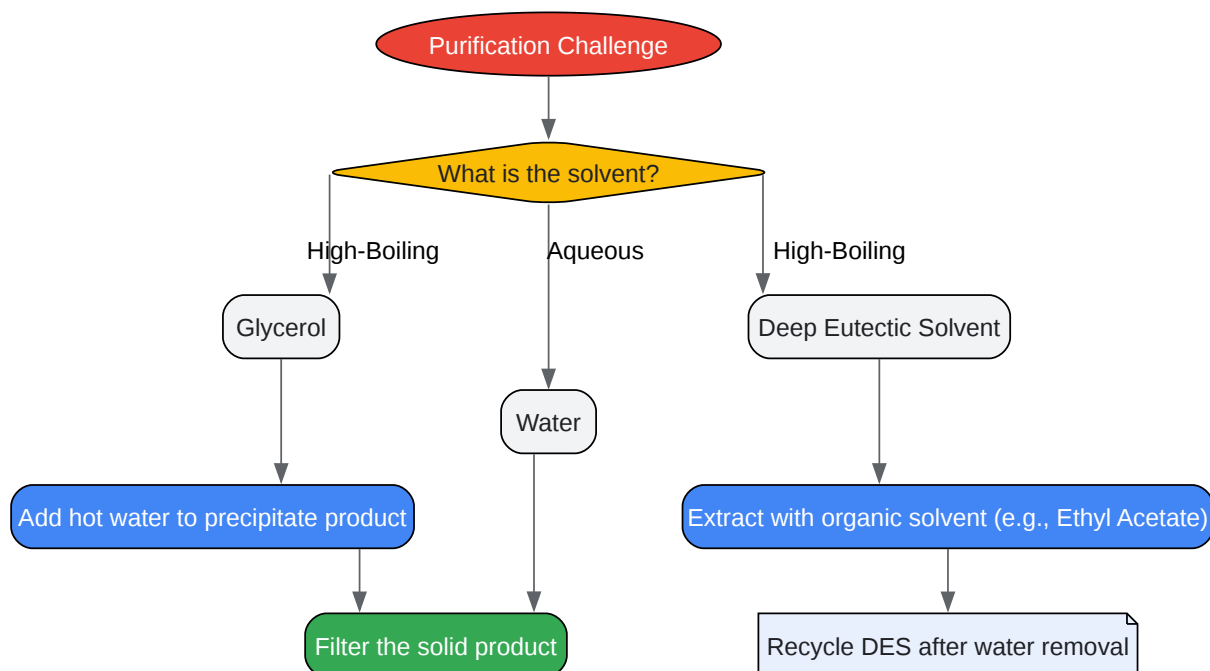 Purification Challenge
What is the solvent?
High-Boiling
Aqueous
High-Boiling
Glycerol
Deep Eutectic Solvent
Water
Add hot water to precipitate product
Extract with organic solvent (e.g., Ethyl Acetate)
Filter the solid product
Recycle DES after water removal